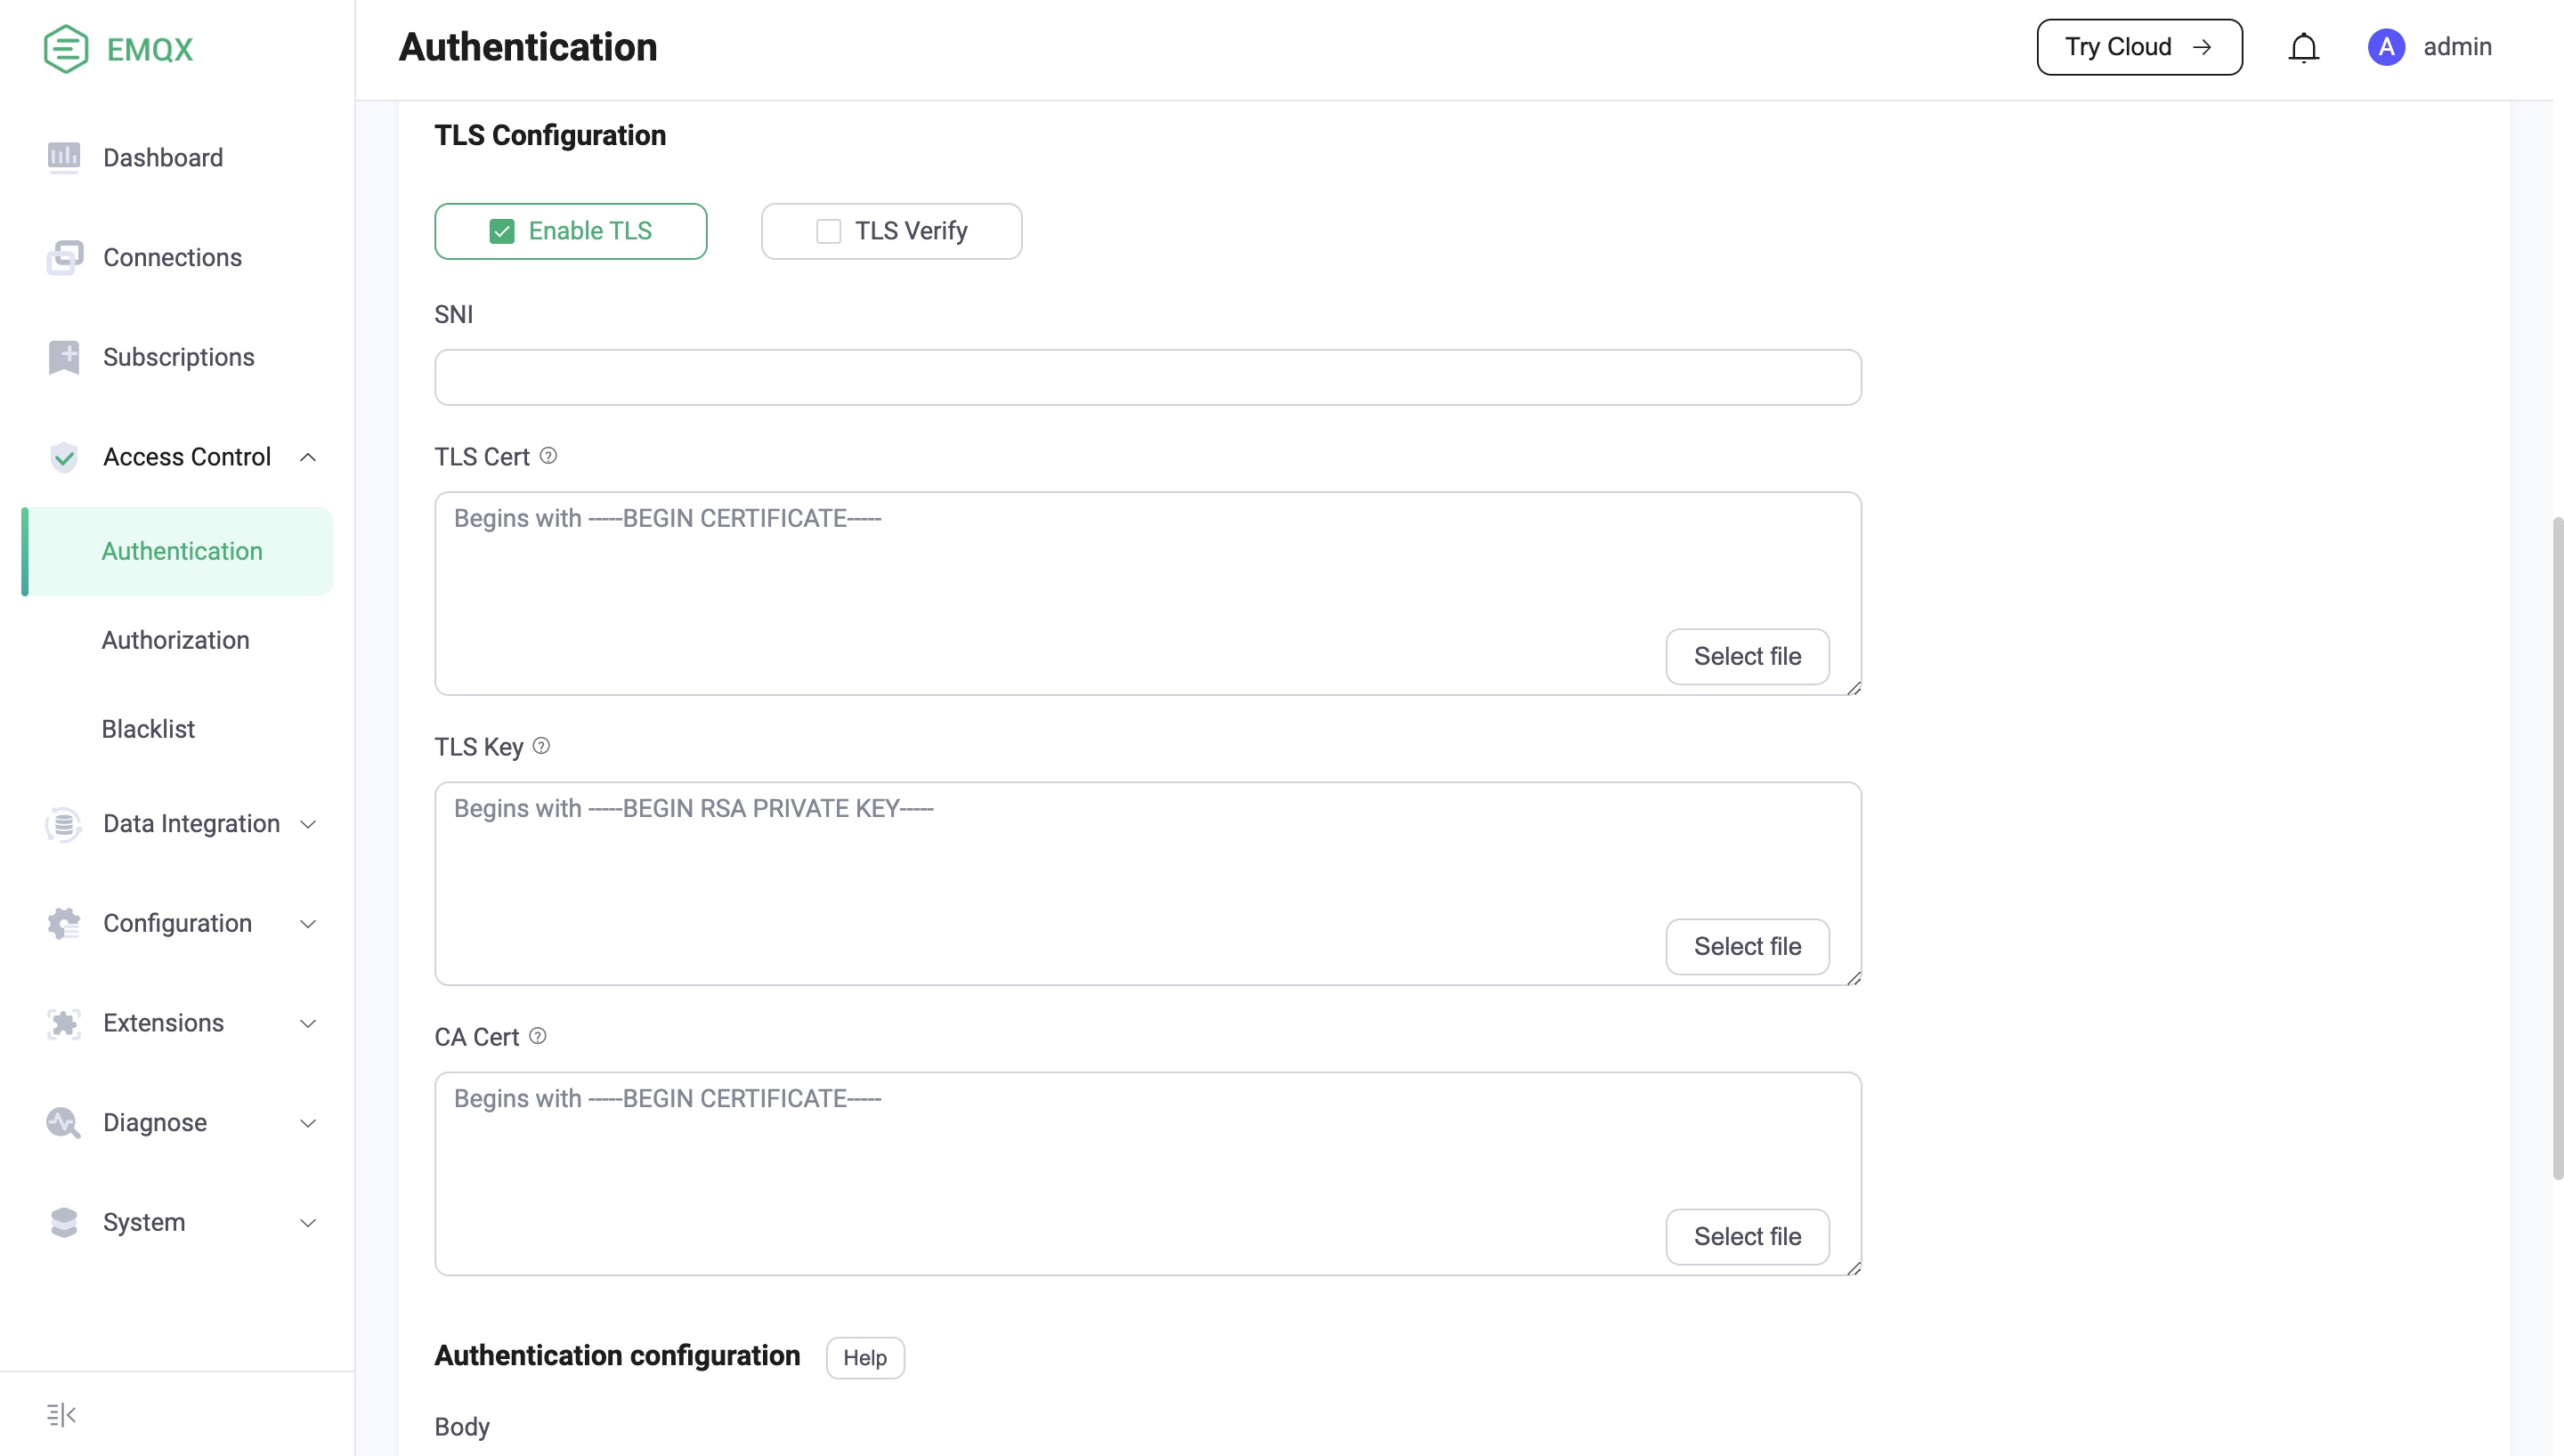 EMQX
Authentication
Try Cloud →
A admin
Dashboard
Connections
Subscriptions
Access Control
Authentication
Authorization
Blacklist
Data Integration
Configuration
Extensions
Diagnose
System
TLS Configuration
Enable TLS
TLS Verify
SNI
TLS Cert ?
Begins with -----BEGIN CERTIFICATE-----
Select file
TLS Key ?
Begins with -----BEGIN RSA PRIVATE KEY-----
Select file
CA Cert ?
Begins with -----BEGIN CERTIFICATE-----
Select file
Authentication configuration Help
Body